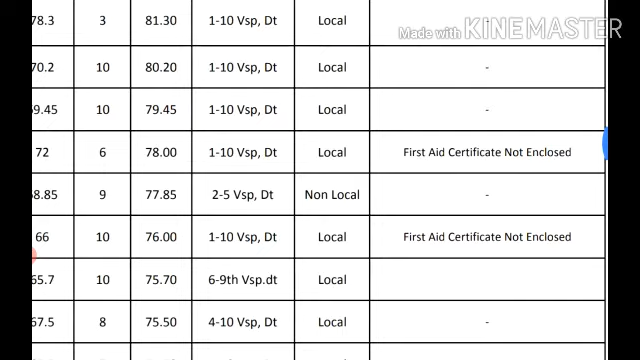 78.3 3 81.30 1-10 Vsp, Dt Local -
Made with KINEMASTER
70.2 10 80.20 1-10 Vsp, Dt Local -
69.45 10 79.45 1-10 Vsp, Dt Local -
72 6 78.00 1-10 Vsp, Dt Local First Aid Certificate Not Enclosed
68.85 9 77.85 2-5 Vsp, Dt Non Local -
66 10 76.00 1-10 Vsp, Dt Local First Aid Certificate Not Enclosed
65.7 10 75.70 6-9th Vsp.dt Local
67.5 8 75.50 4-10 Vsp, Dt Local -